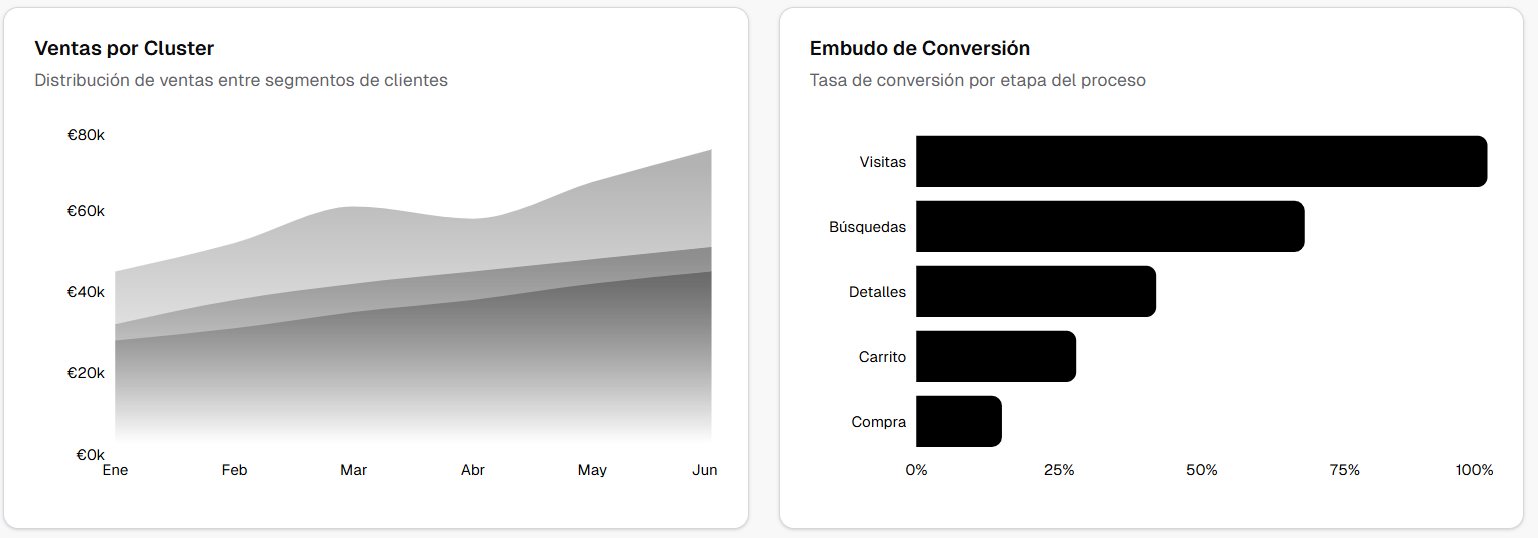 Ventas por Cluster
Distribución de ventas entre segmentos de clientes
€80k
€60k
€40k
€20k
€0k
Ene Feb Mar Abr May Jun
Embudo de Conversión
Tasa de conversión por etapa del proceso
Visitas
Búsquedas
Detalles
Carrito
Compra
0% 25% 50% 75% 100%